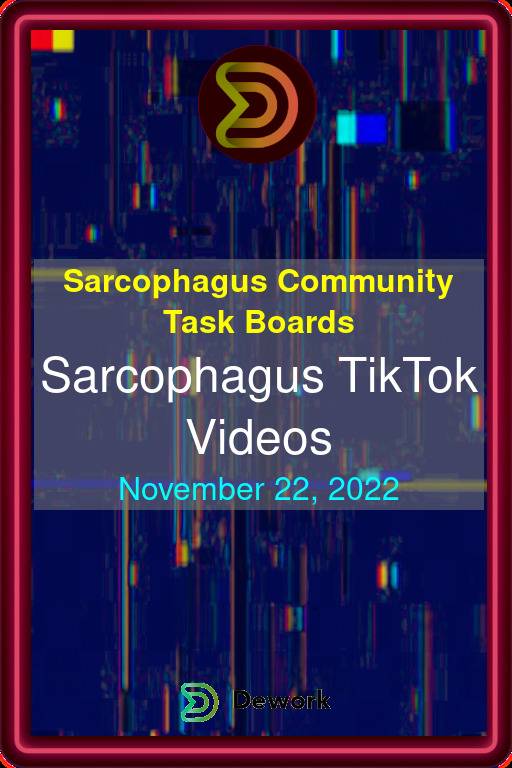 Sarcophagus Community
Task Boards
Sarcophagus TikTok
Videos
November 22, 2022
Dework